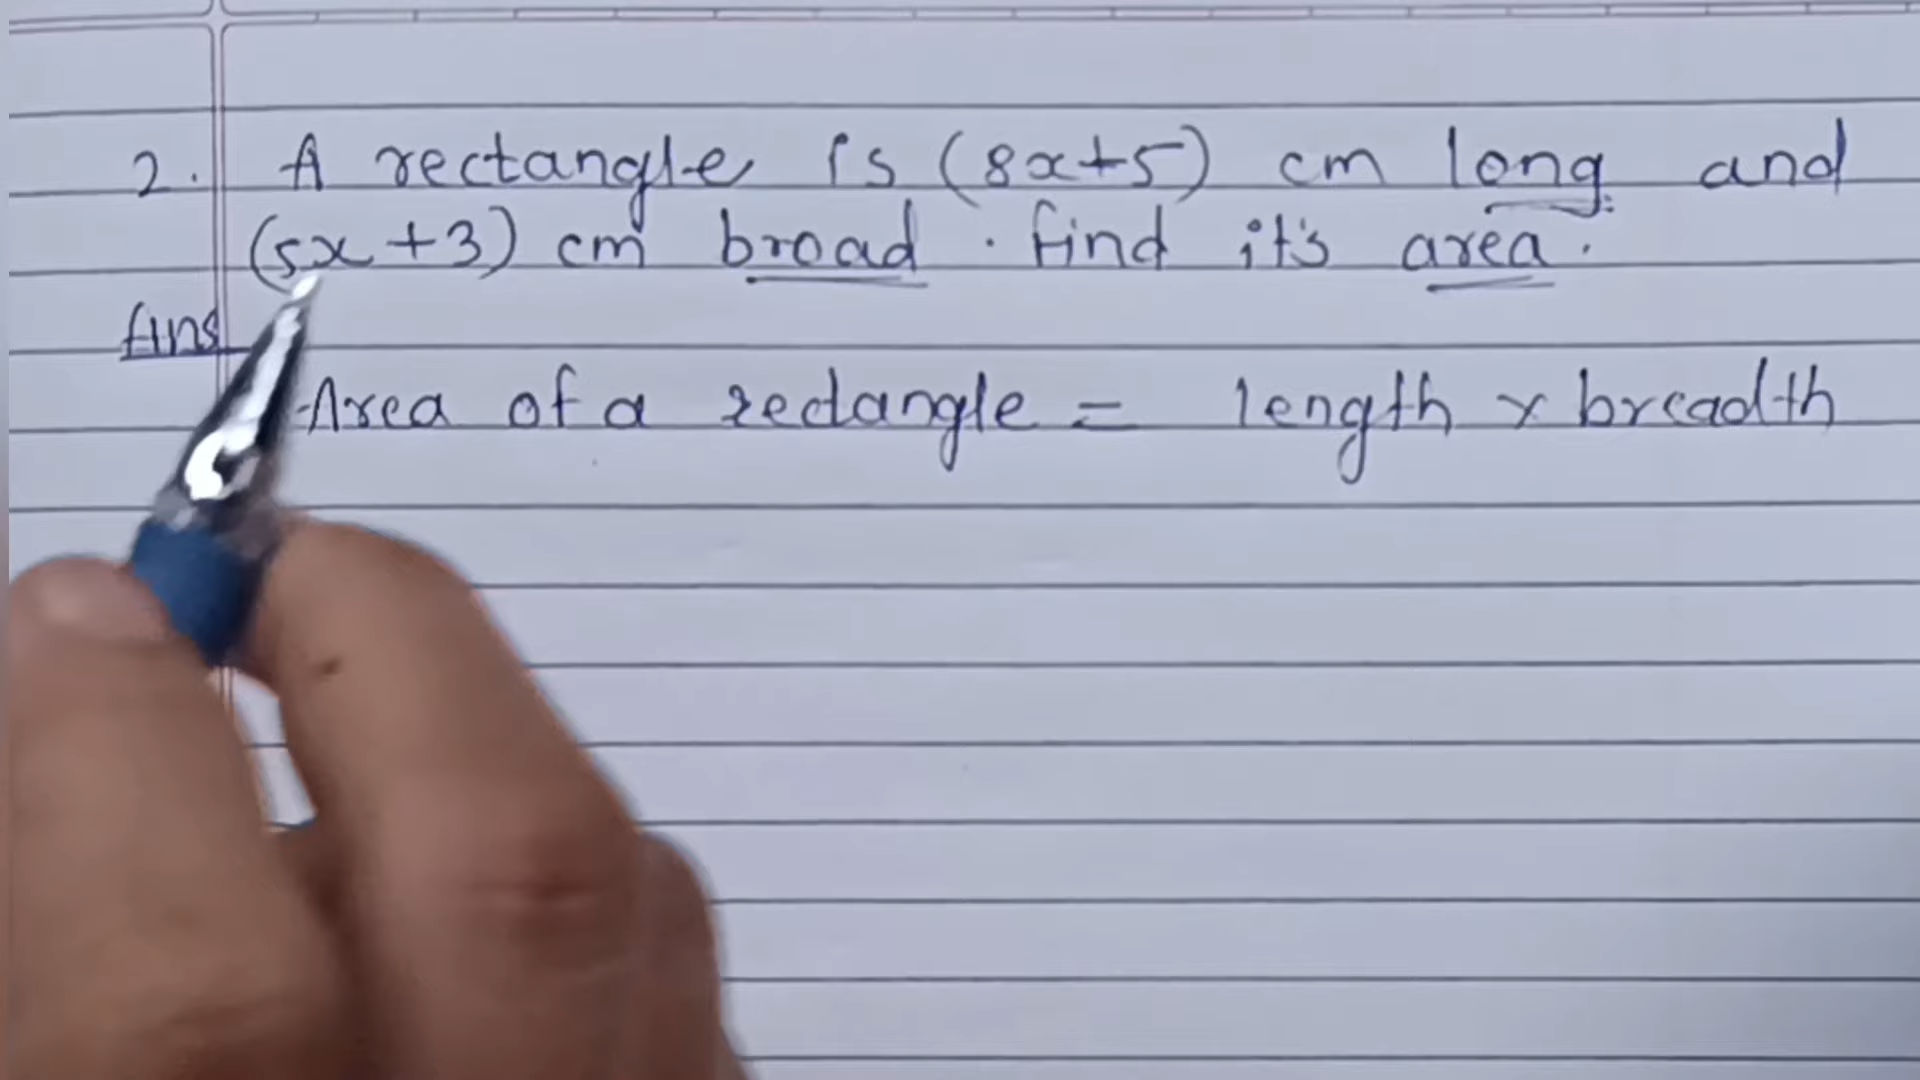 2. A rectangle is (8x+5) cm long and
(5x+3) cm broad. Find it's area.
Ans
Area of a rectangle = length × breadth